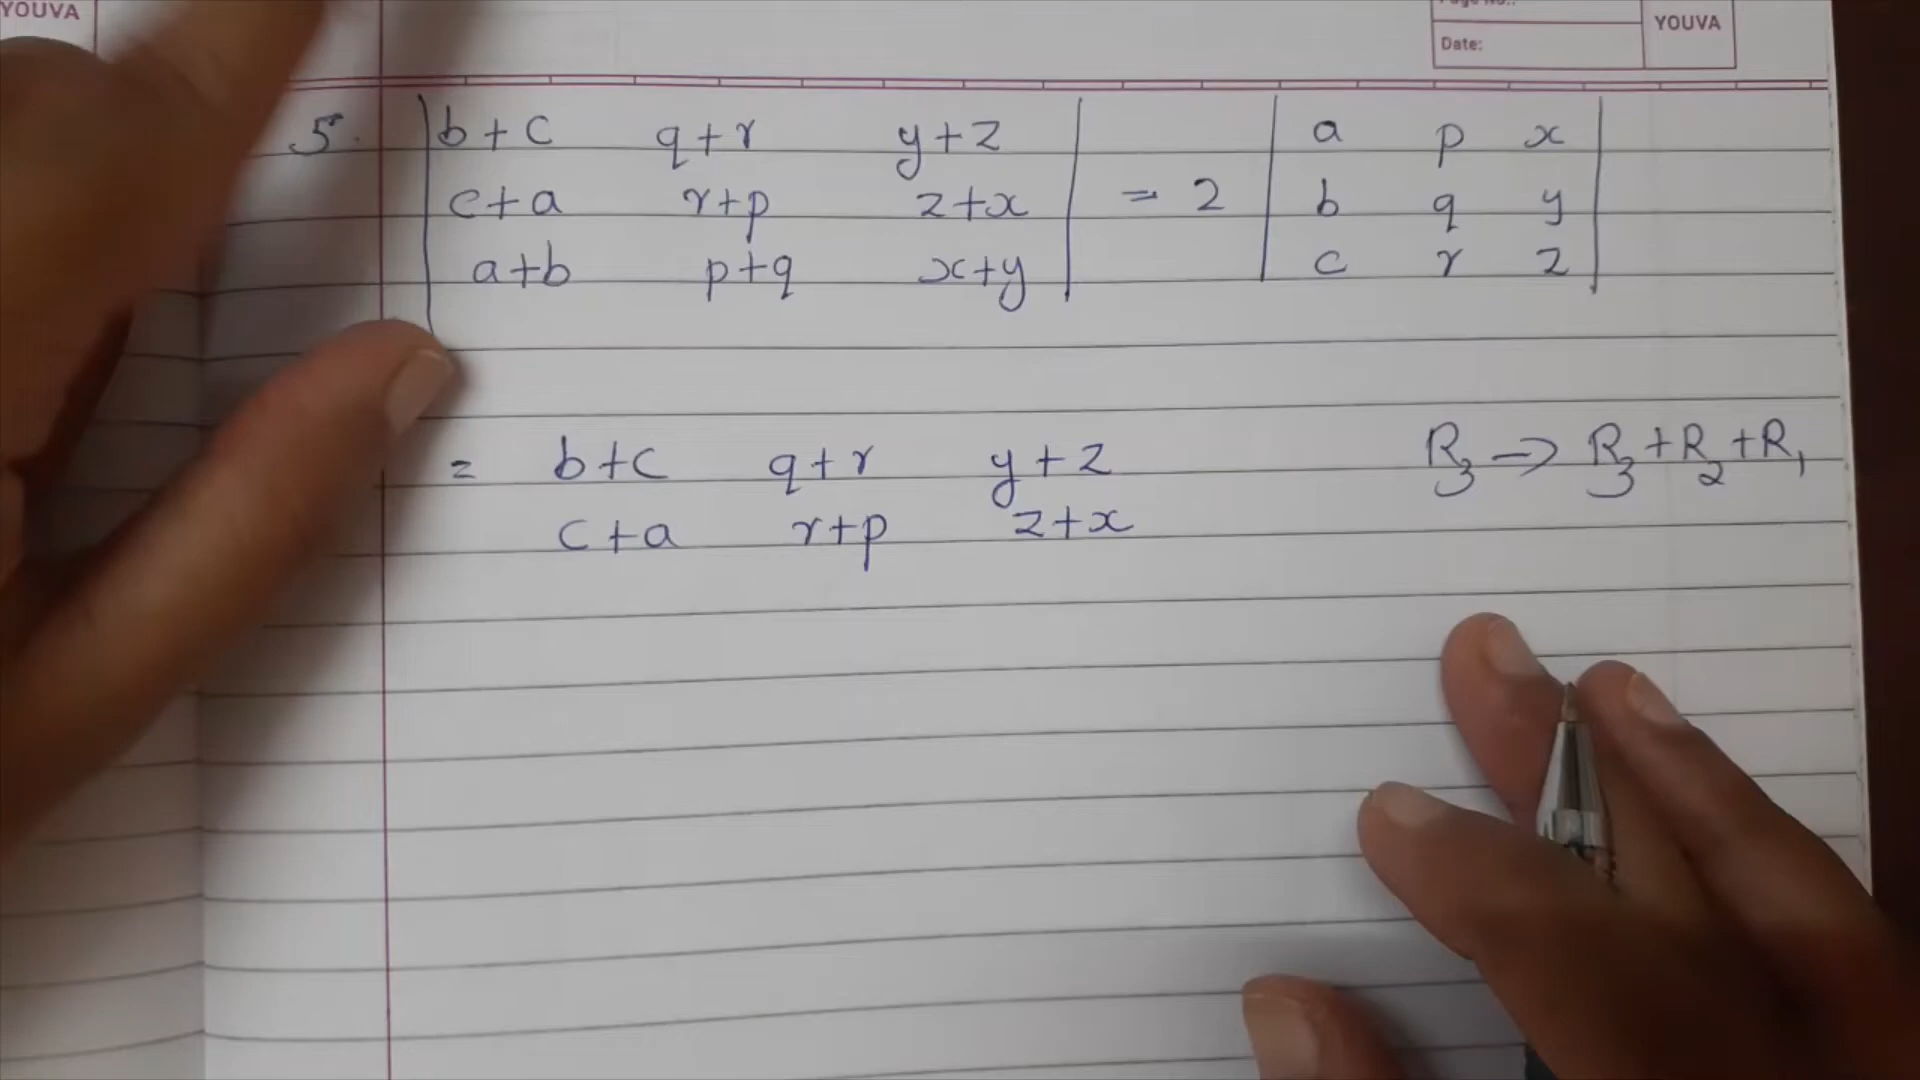 YOUVA
YOUVA
Date:
5. | b+c q+r y+z | = 2 | a p x |
| c+a r+p z+x | | b q y |
| a+b p+q x+y | | c r z |
= b+c q+r y+z R₃ → R₃+R₂+R₁
c+a r+p z+x